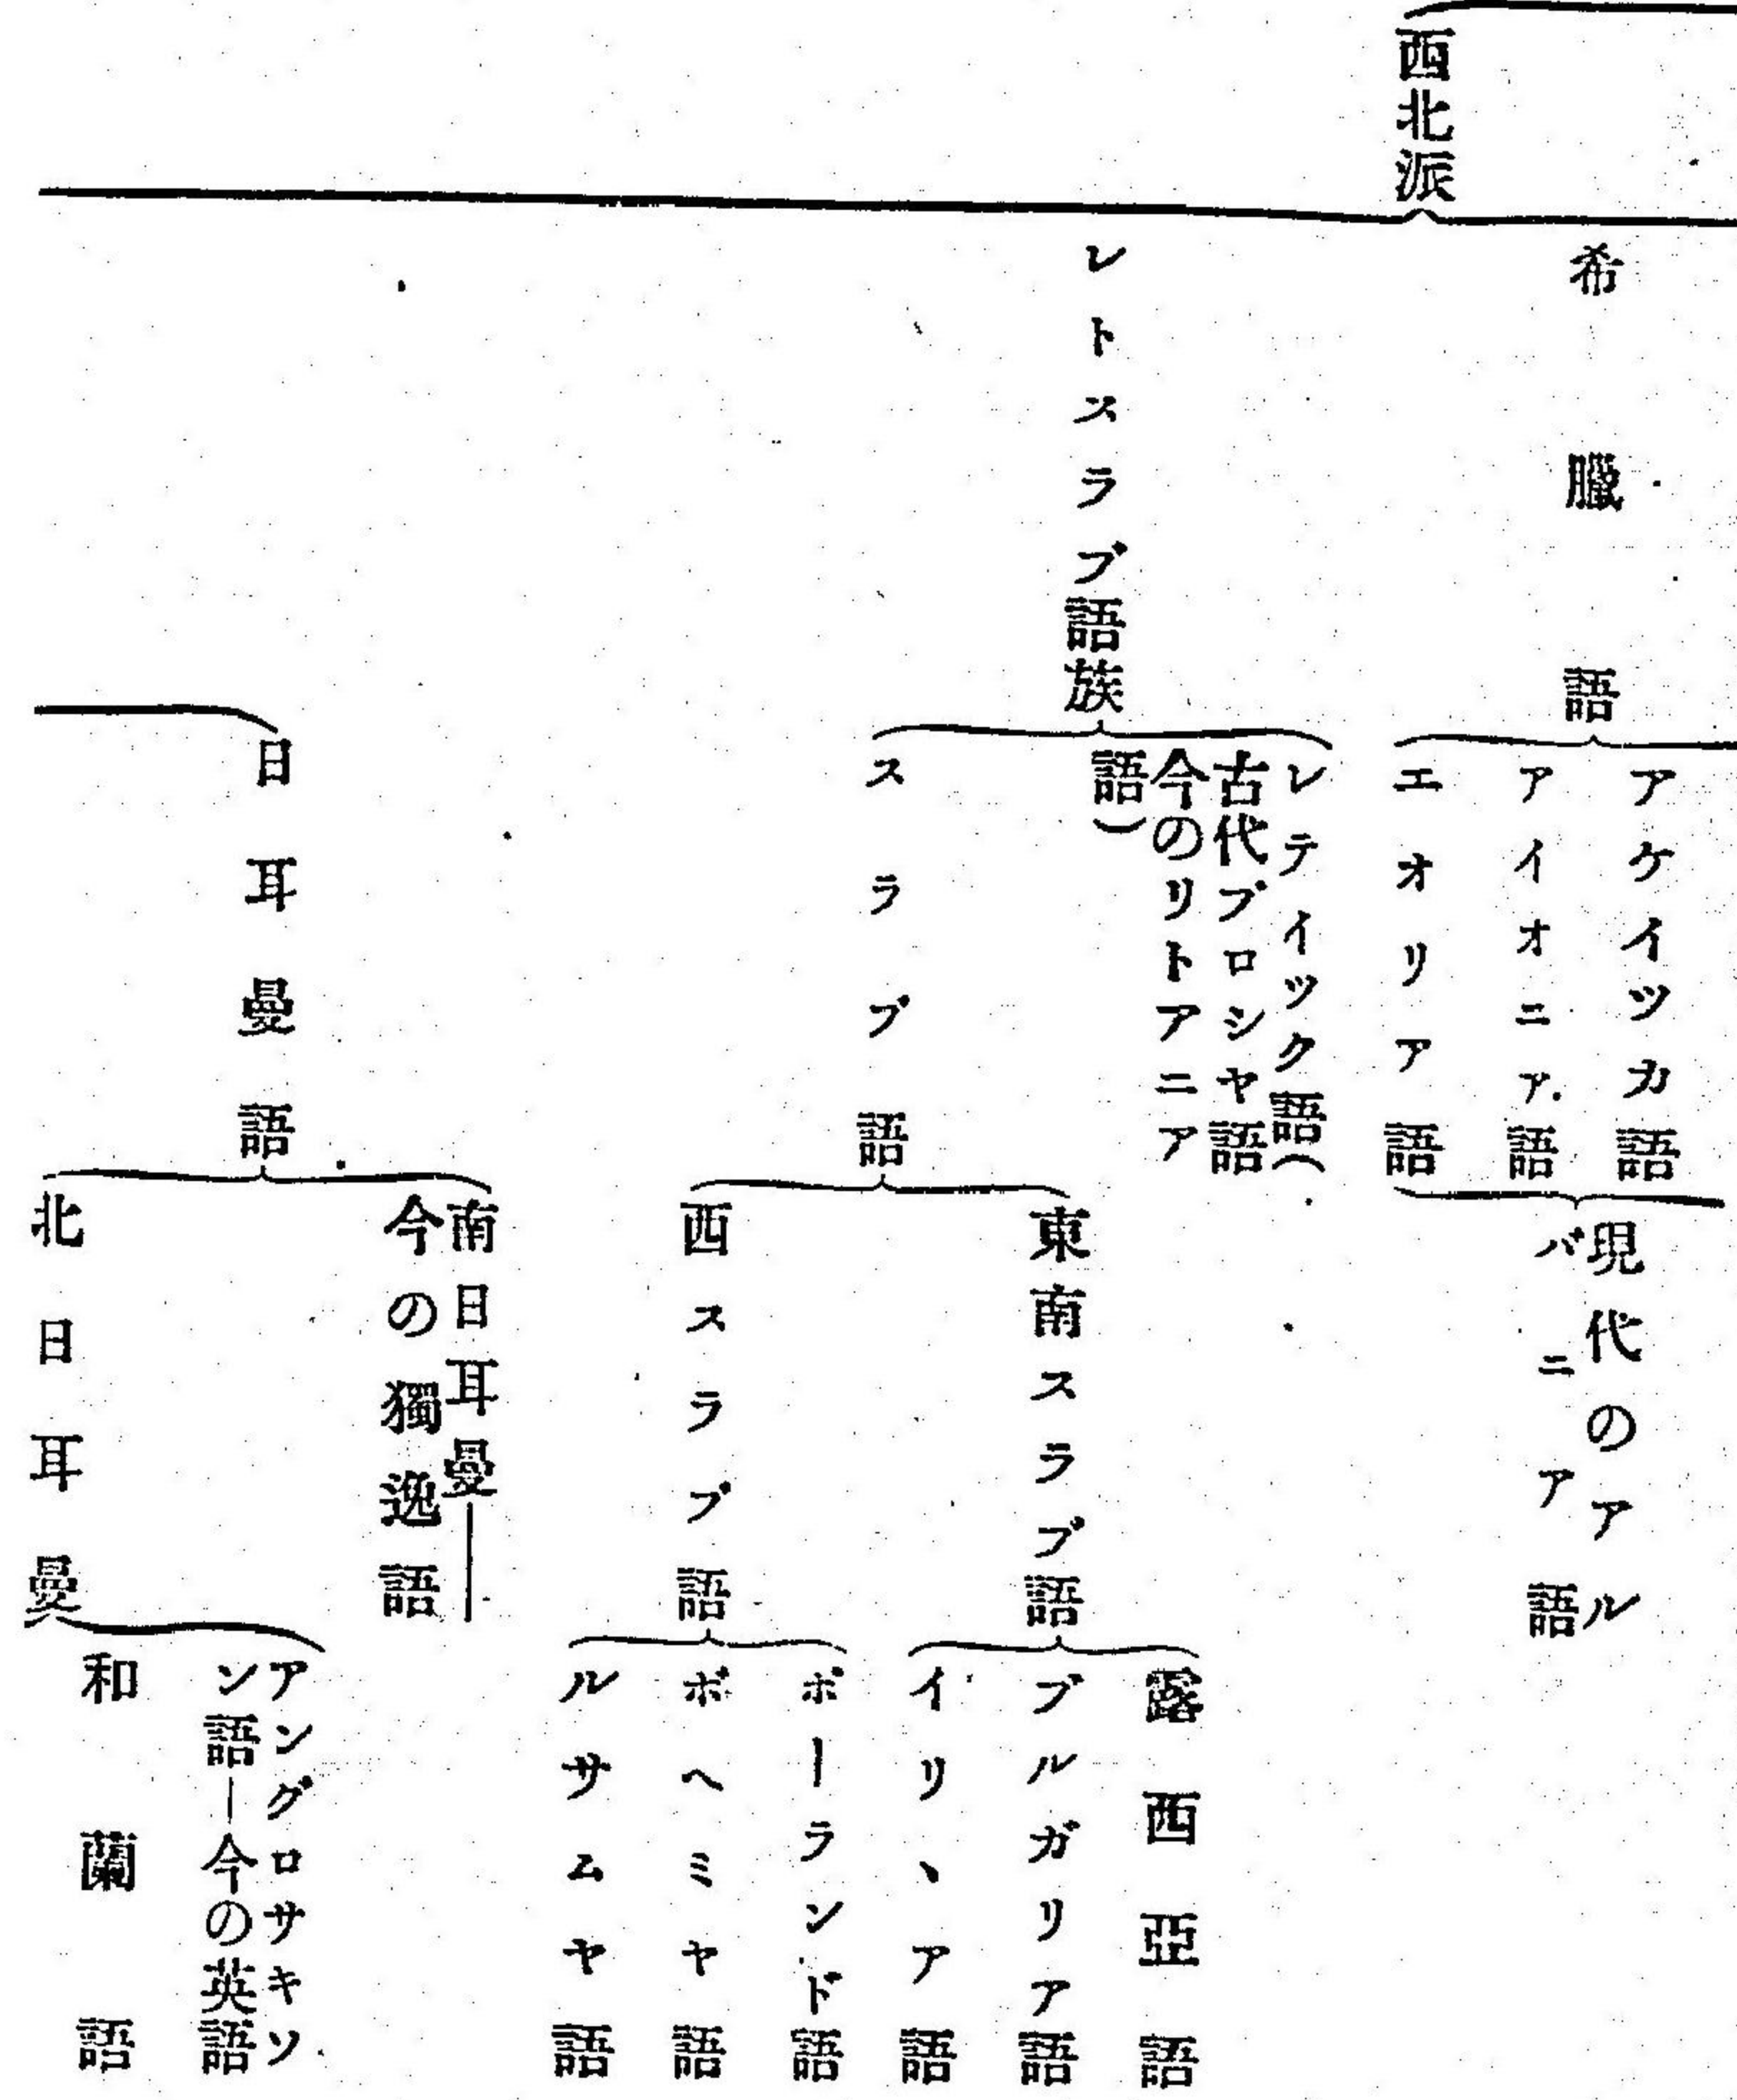 西北派
希臘語
アケイツカ語
アイオニア語
エオリア語
現代のアル
バニア語
レトスラブ語族
レテイツク語(
古代プロシヤ語
今のリトアニア
語)
スラブ語
東南スラブ語
露西亞語
ブルガリア語
イリヽア語
西スラブ語
ポーランド語
ボヘミヤ語
ルサムヤ語
日耳曼語
南日耳曼――
今の獨逸語
北日耳曼
アングロサキソ
ン語―今の英語
和蘭語